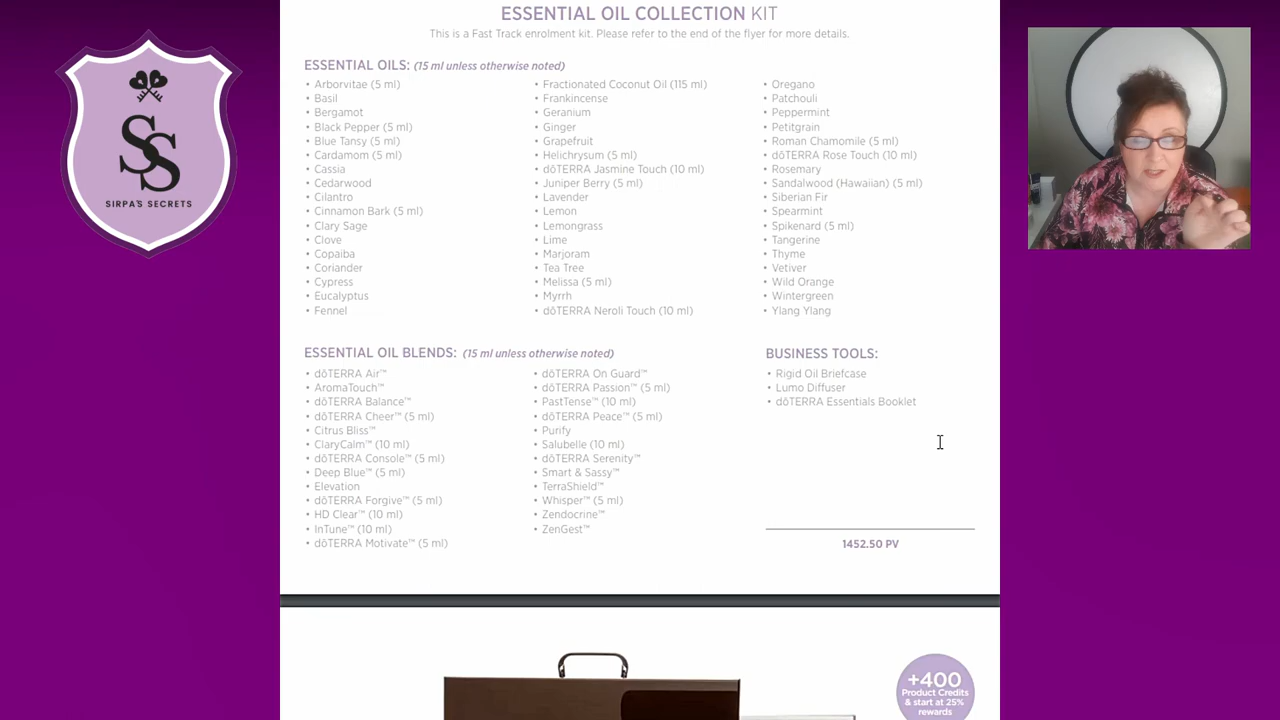 SS
SIRPA'S SECRETS
ESSENTIAL OIL COLLECTION KIT
This is a Fast Track enrolment kit. Please refer to the end of the flyer for more details.
ESSENTIAL OILS: (15 ml unless otherwise noted)
• Arborvitae (5 ml)
• Basil
• Bergamot
• Black Pepper (5 ml)
• Blue Tansy (5 ml)
• Cardamom (5 ml)
• Cassia
• Cedarwood
• Cilantro
• Cinnamon Bark (5 ml)
• Clary Sage
• Clove
• Copaiba
• Coriander
• Cypress
• Eucalyptus
• Fennel
• Fractionated Coconut Oil (115 ml)
• Frankincense
• Geranium
• Ginger
• Grapefruit
• Helichrysum (5 ml)
• dōTERRA Jasmine Touch (10 ml)
• Juniper Berry (5 ml)
• Lavender
• Lemon
• Lemongrass
• Lime
• Marjoram
• Tea Tree
• Melissa (5 ml)
• Myrrh
• dōTERRA Neroli Touch (10 ml)
• Oregano
• Patchouli
• Peppermint
• Petitgrain
• Roman Chamomile (5 ml)
• dōTERRA Rose Touch (10 ml)
• Rosemary
• Sandalwood (Hawaiian) (5 ml)
• Siberian Fir
• Spearmint
• Spikenard (5 ml)
• Tangerine
• Thyme
• Vetiver
• Wild Orange
• Wintergreen
• Ylang Ylang
ESSENTIAL OIL BLENDS: (15 ml unless otherwise noted)
• dōTERRA Air™
• AromaTouch™
• dōTERRA Balance™
• dōTERRA Cheer™ (5 ml)
• Citrus Bliss™
• ClaryCalm™ (10 ml)
• dōTERRA Console™ (5 ml)
• Deep Blue™ (5 ml)
• Elevation
• dōTERRA Forgive™ (5 ml)
• HD Clear™ (10 ml)
• InTune™ (10 ml)
• dōTERRA Motivate™ (5 ml)
• dōTERRA On Guard™
• dōTERRA Passion™ (5 ml)
• PastTense™ (10 ml)
• dōTERRA Peace™ (5 ml)
• Purify
• Salubelle (10 ml)
• dōTERRA Serenity™
• Smart & Sassy™
• TerraShield™
• Whisper™ (5 ml)
• Zendocrine™
• ZenGest™
BUSINESS TOOLS:
• Rigid Oil Briefcase
• Lumo Diffuser
• dōTERRA Essentials Booklet
1452.50 PV
+400
Product Credits
& start at 25%
rewards